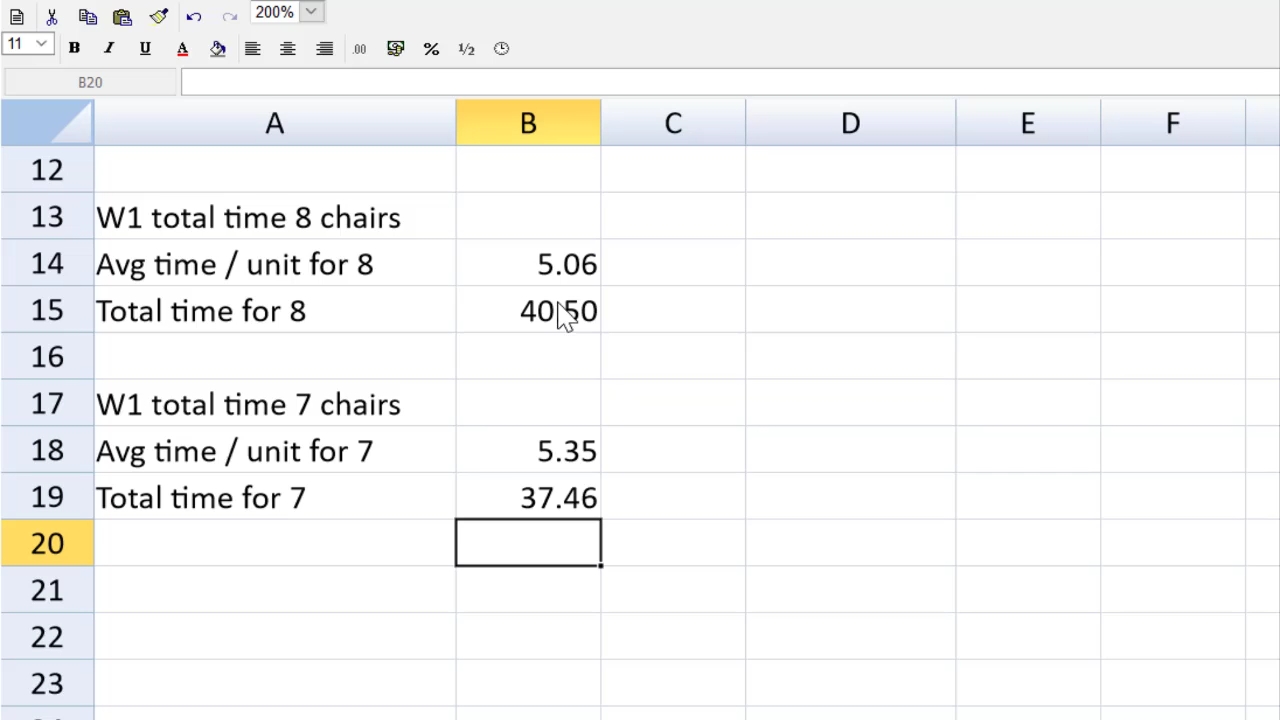 200%
11 B I U A .00 % 1/2
B20
A B C D E F
12
13 W1 total time 8 chairs
14 Avg time / unit for 8 5.06
15 Total time for 8 40.50
16
17 W1 total time 7 chairs
18 Avg time / unit for 7 5.35
19 Total time for 7 37.46
20
21
22
23